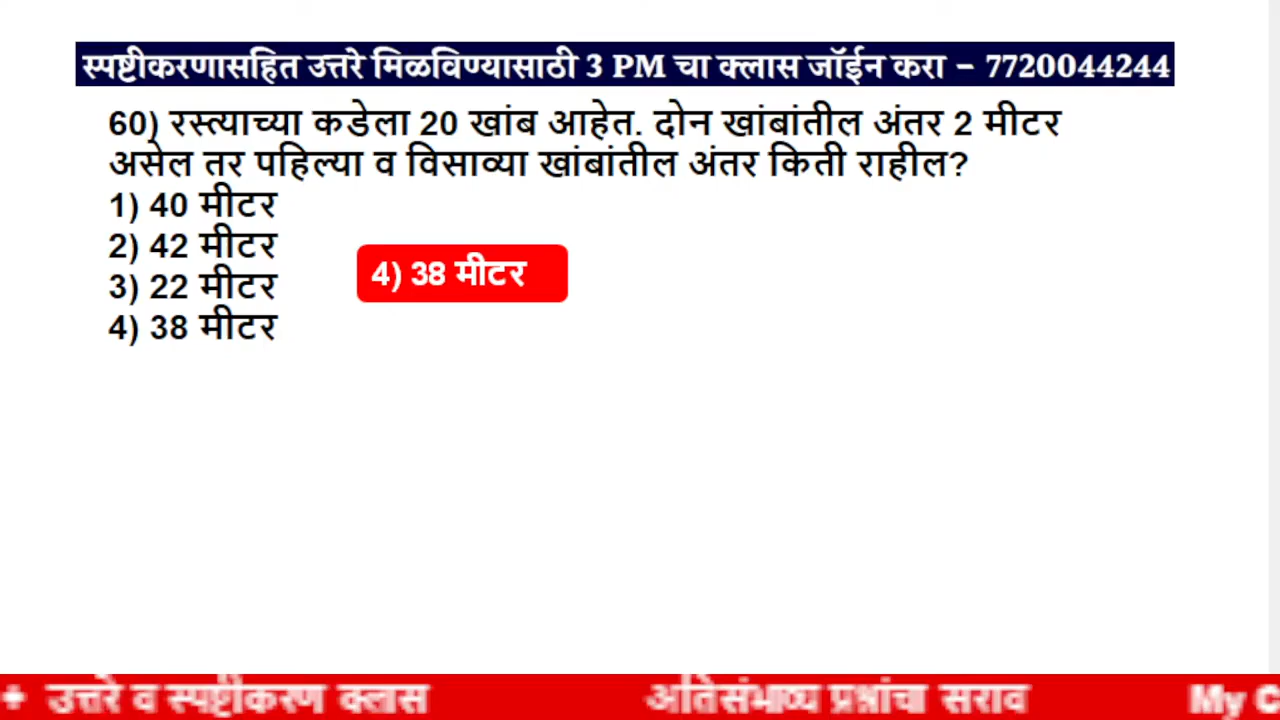 स्पष्टीकरणासहित उत्तरे मिळविण्यासाठी 3 PM चा क्लास जॉईन करा - 7720044244
60) रस्त्याच्या कडेला 20 खांब आहेत. दोन खांबांतील अंतर 2 मीटर
असेल तर पहिल्या व विसाव्या खांबांतील अंतर किती राहील?
1) 40 मीटर
2) 42 मीटर
4) 38 मीटर
3) 22 मीटर
4) 38 मीटर
+ उत्तरे व स्पष्टीकरण क्लास अतिसंभाव्य प्रश्नांचा सराव My C